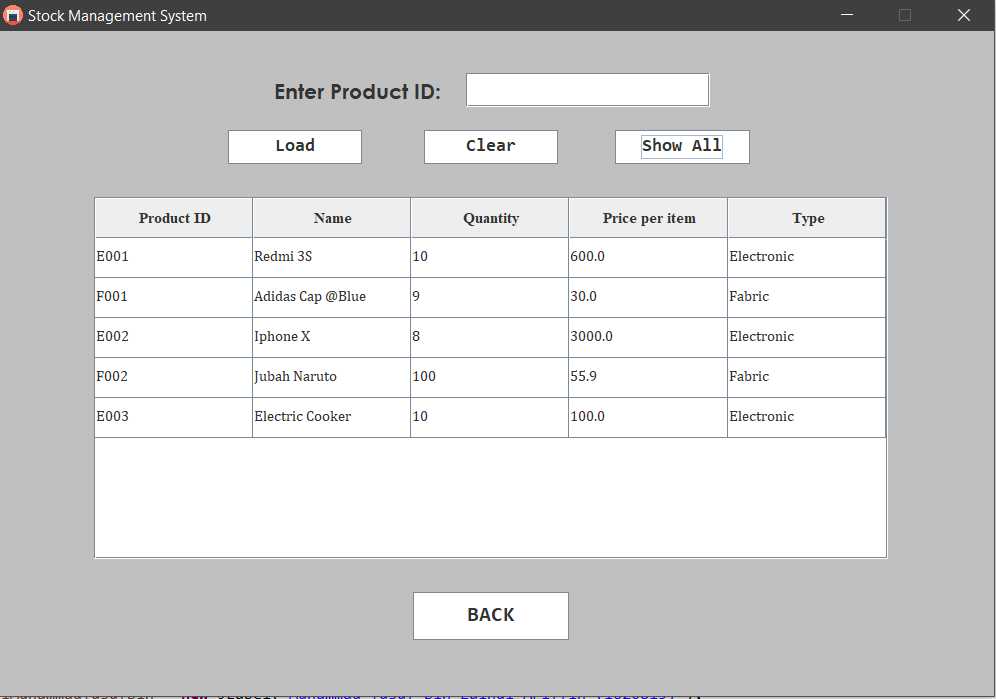 Stock Management System
Enter Product ID:
Load Clear Show All
Product ID Name Quantity Price per item Type
E001 Redmi 3S 10 600.0 Electronic
F001 Adidas Cap @Blue 9 30.0 Fabric
E002 Iphone X 8 3000.0 Electronic
F002 Jubah Naruto 100 55.9 Fabric
E003 Electric Cooker 10 100.0 Electronic
BACK